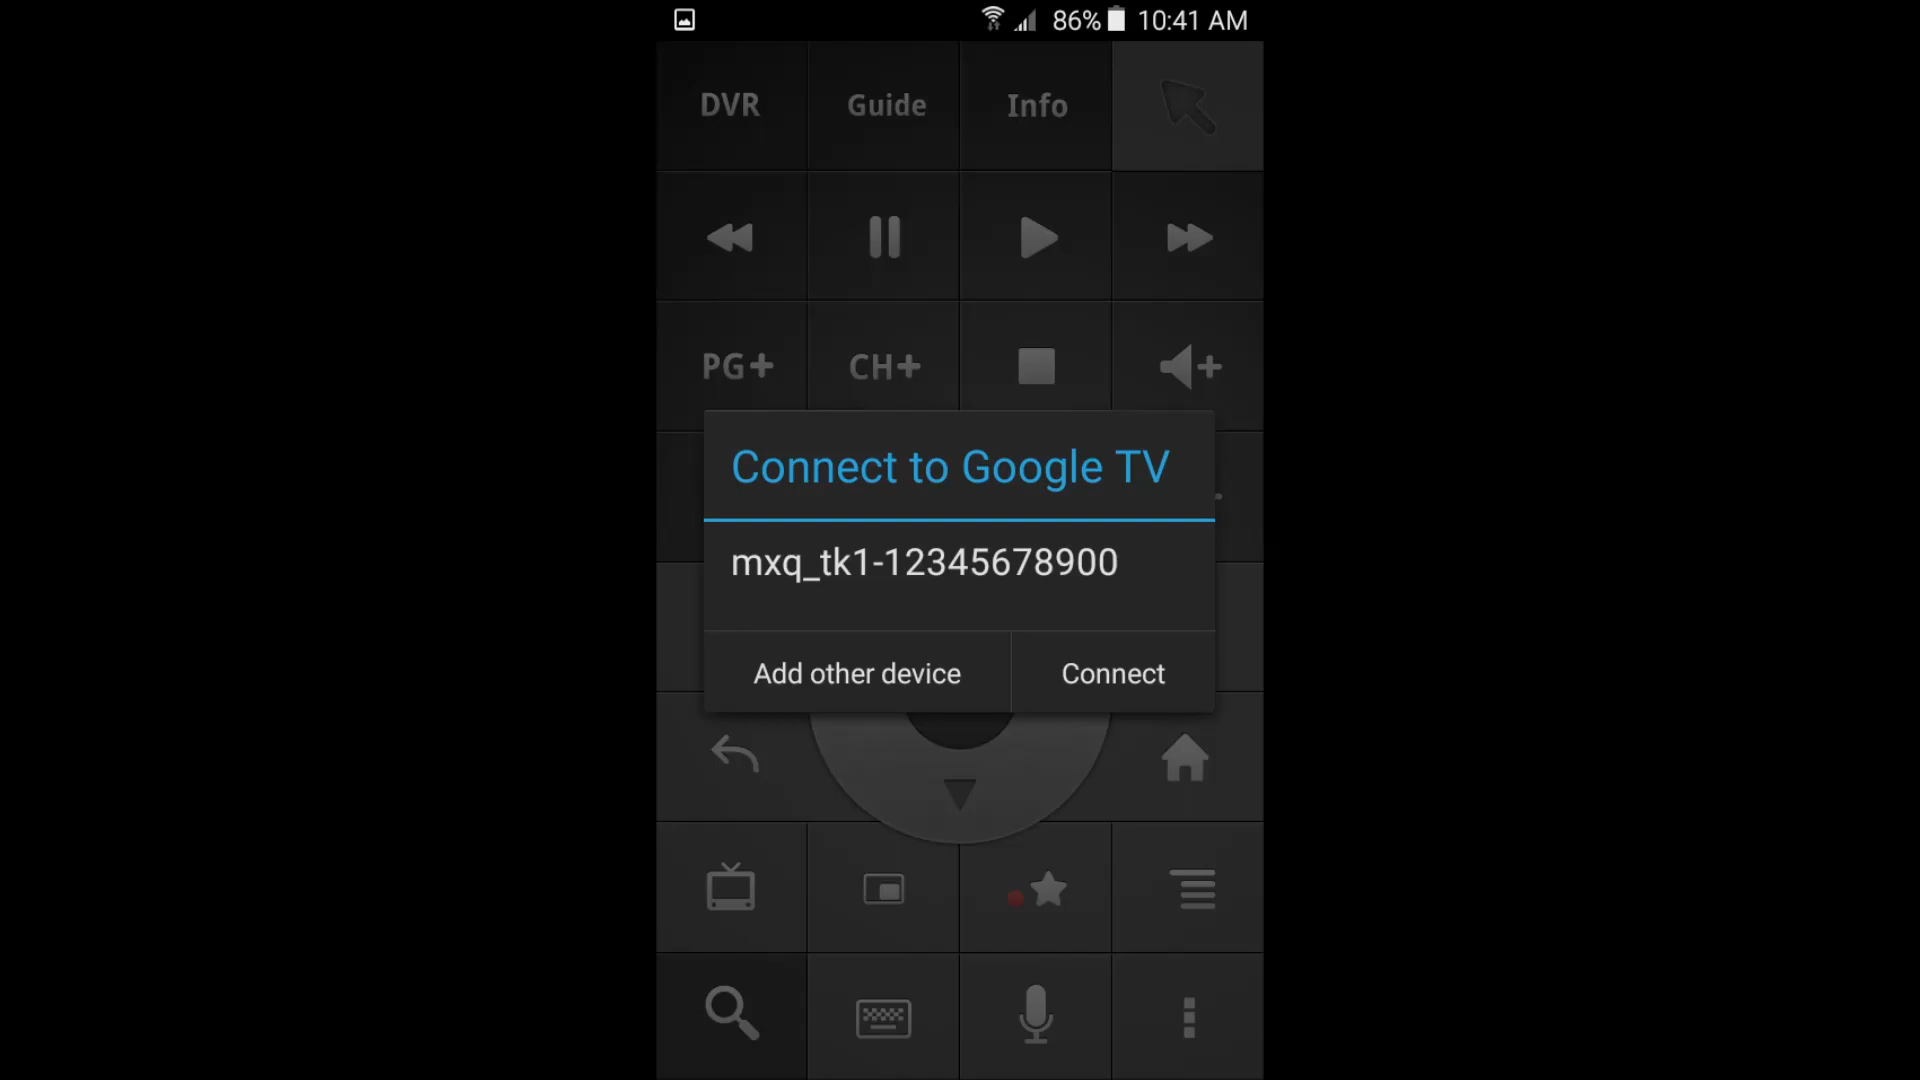 86% 10:41 AM
DVR Guide Info
PG+ CH+ +
Connect to Google TV
mxq_tk1-12345678900
Add other device Connect